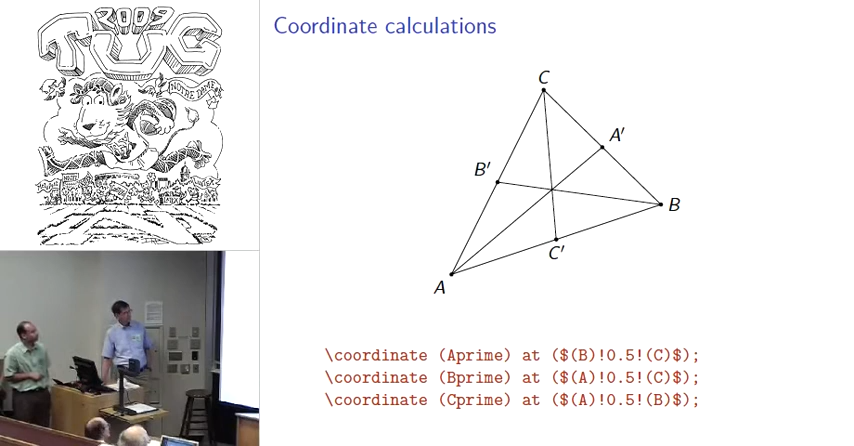 2009
TUG
NOTRE DAME
Coordinate calculations
C
A′
B′
B
C′
A
\coordinate (Aprime) at ($(B)!0.5!(C)$);
\coordinate (Bprime) at ($(A)!0.5!(C)$);
\coordinate (Cprime) at ($(A)!0.5!(B)$);